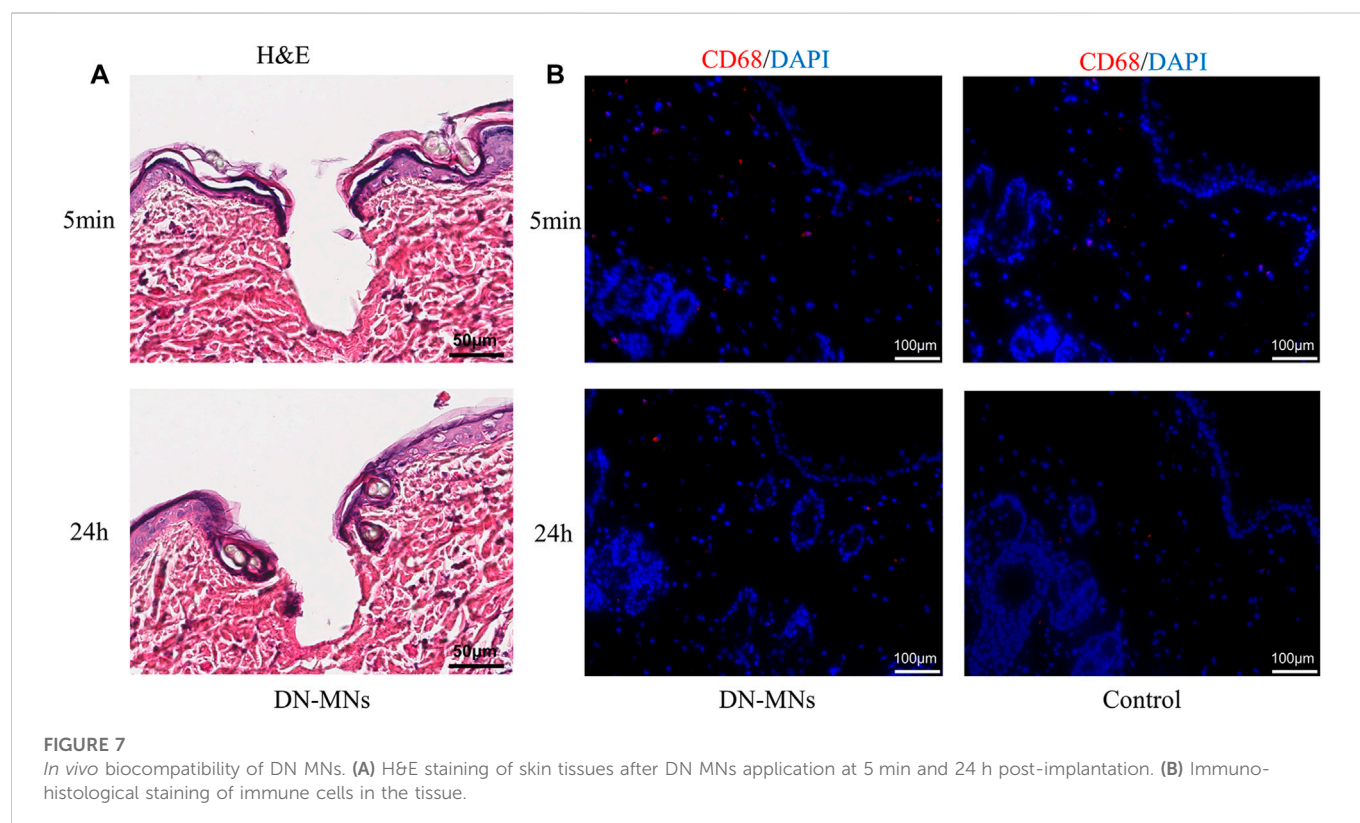 H&E
A
B
CD68/DAPI
CD68/DAPI
5min
50μm
5min
100μm
100μm
24h
50μm
24h
100μm
100μm
DN-MNs
DN-MNs
Control
FIGURE 7
In vivo biocompatibility of DN MNs. (A) H&E staining of skin tissues after DN MNs application at 5 min and 24 h post-implantation. (B) Immuno-
histological staining of immune cells in the tissue.